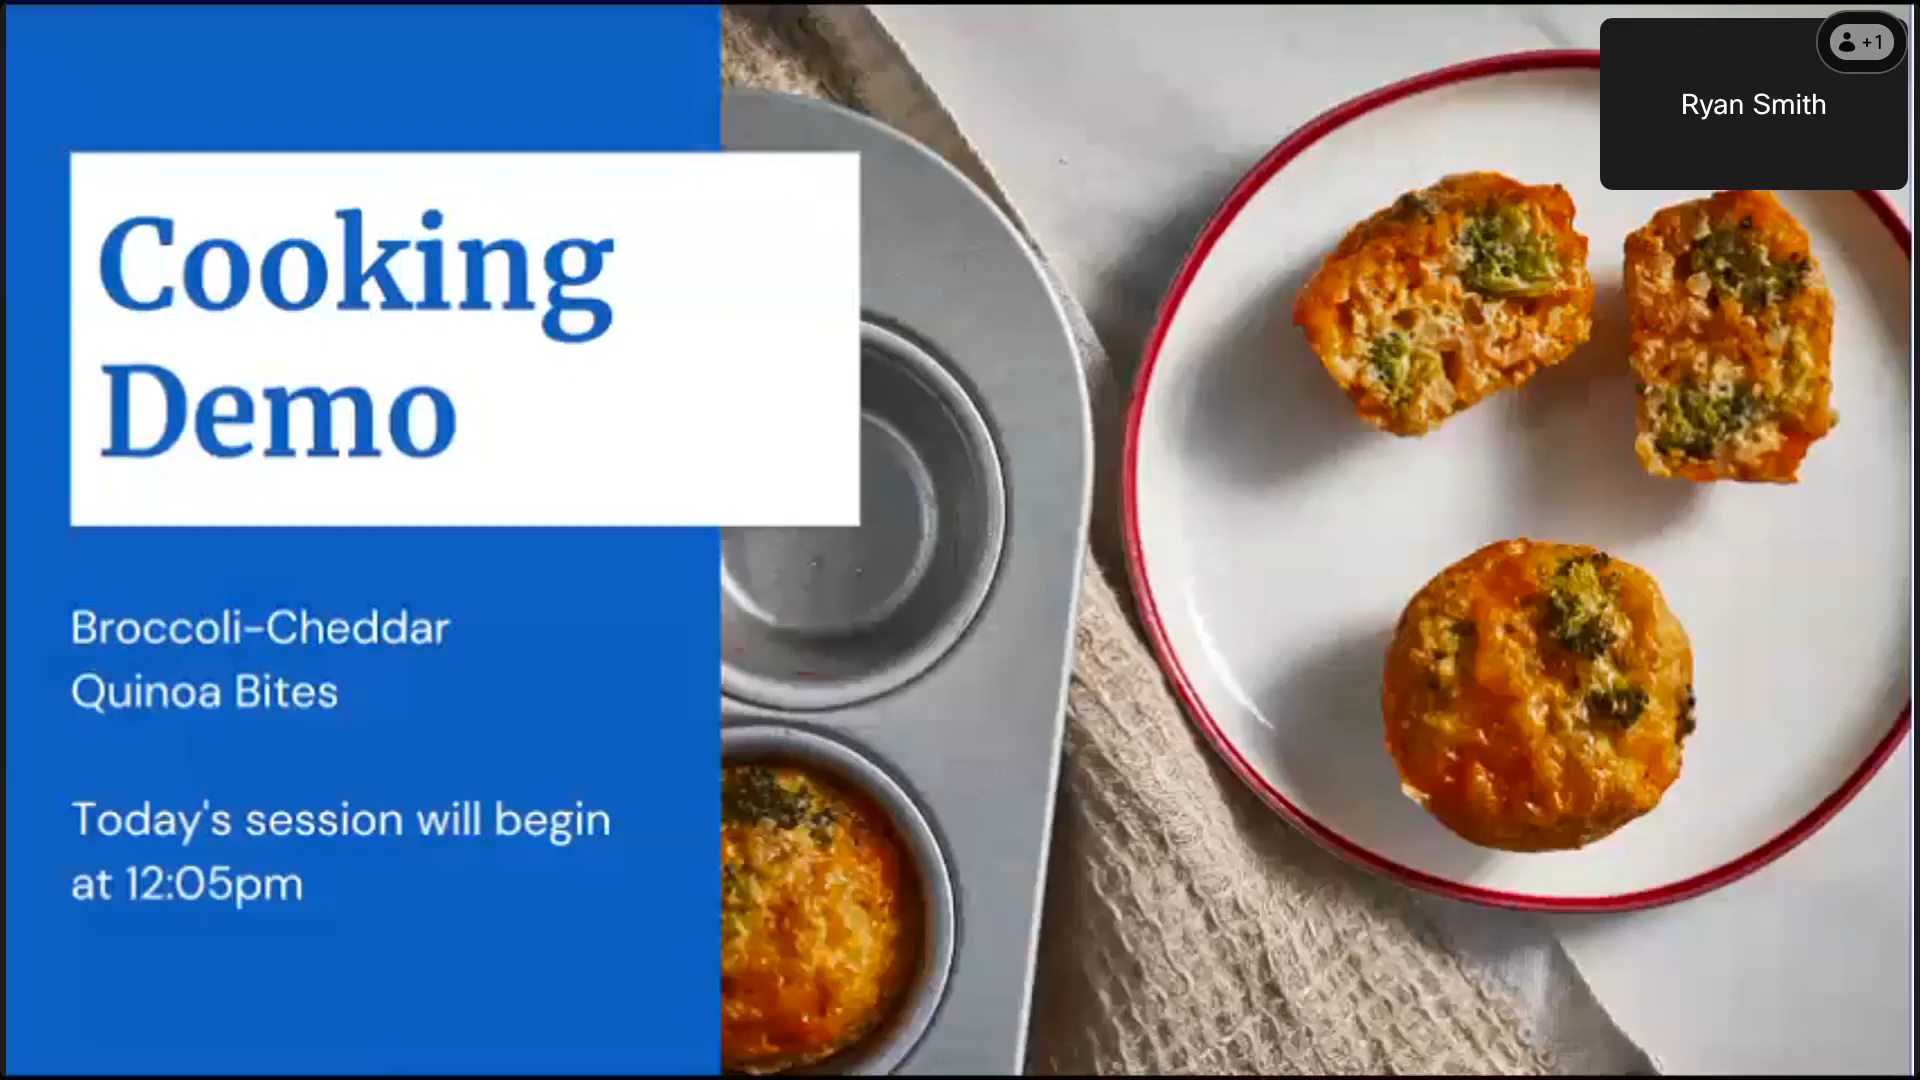 Cooking
Demo
Broccoli-Cheddar
Quinoa Bites
Today's session will begin
at 12:05pm
+1
Ryan Smith